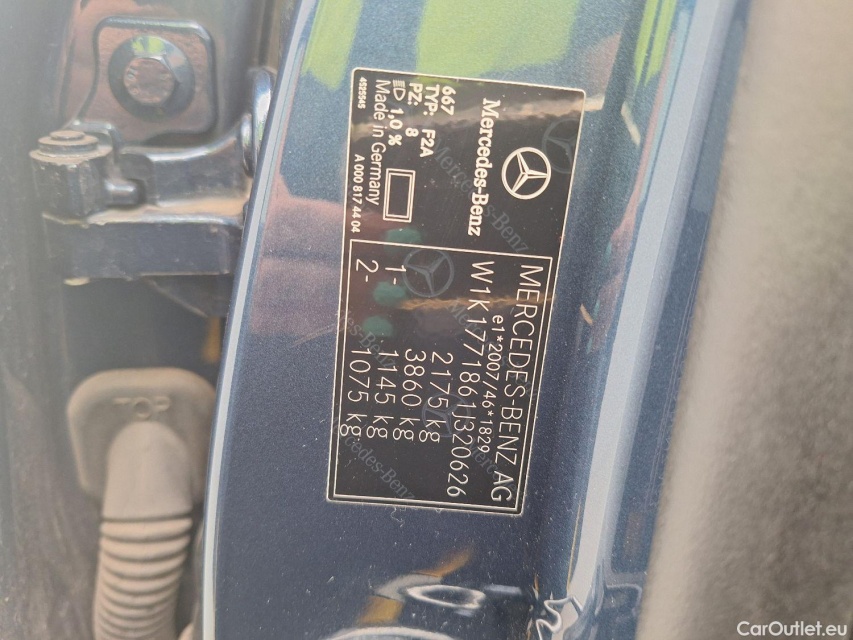 MERCEDES-BENZ AG
e1*2007/46*1829
W1K1771861J320626
2175 kg
3860 kg
1- 1145 kg
2- 1075 kg
Mercedes-Benz
667
TYP: F2A
PZ: 8
1,0 %
Made in Germany
A 000 817 44 04
4525545
TOP
CarOutlet.eu